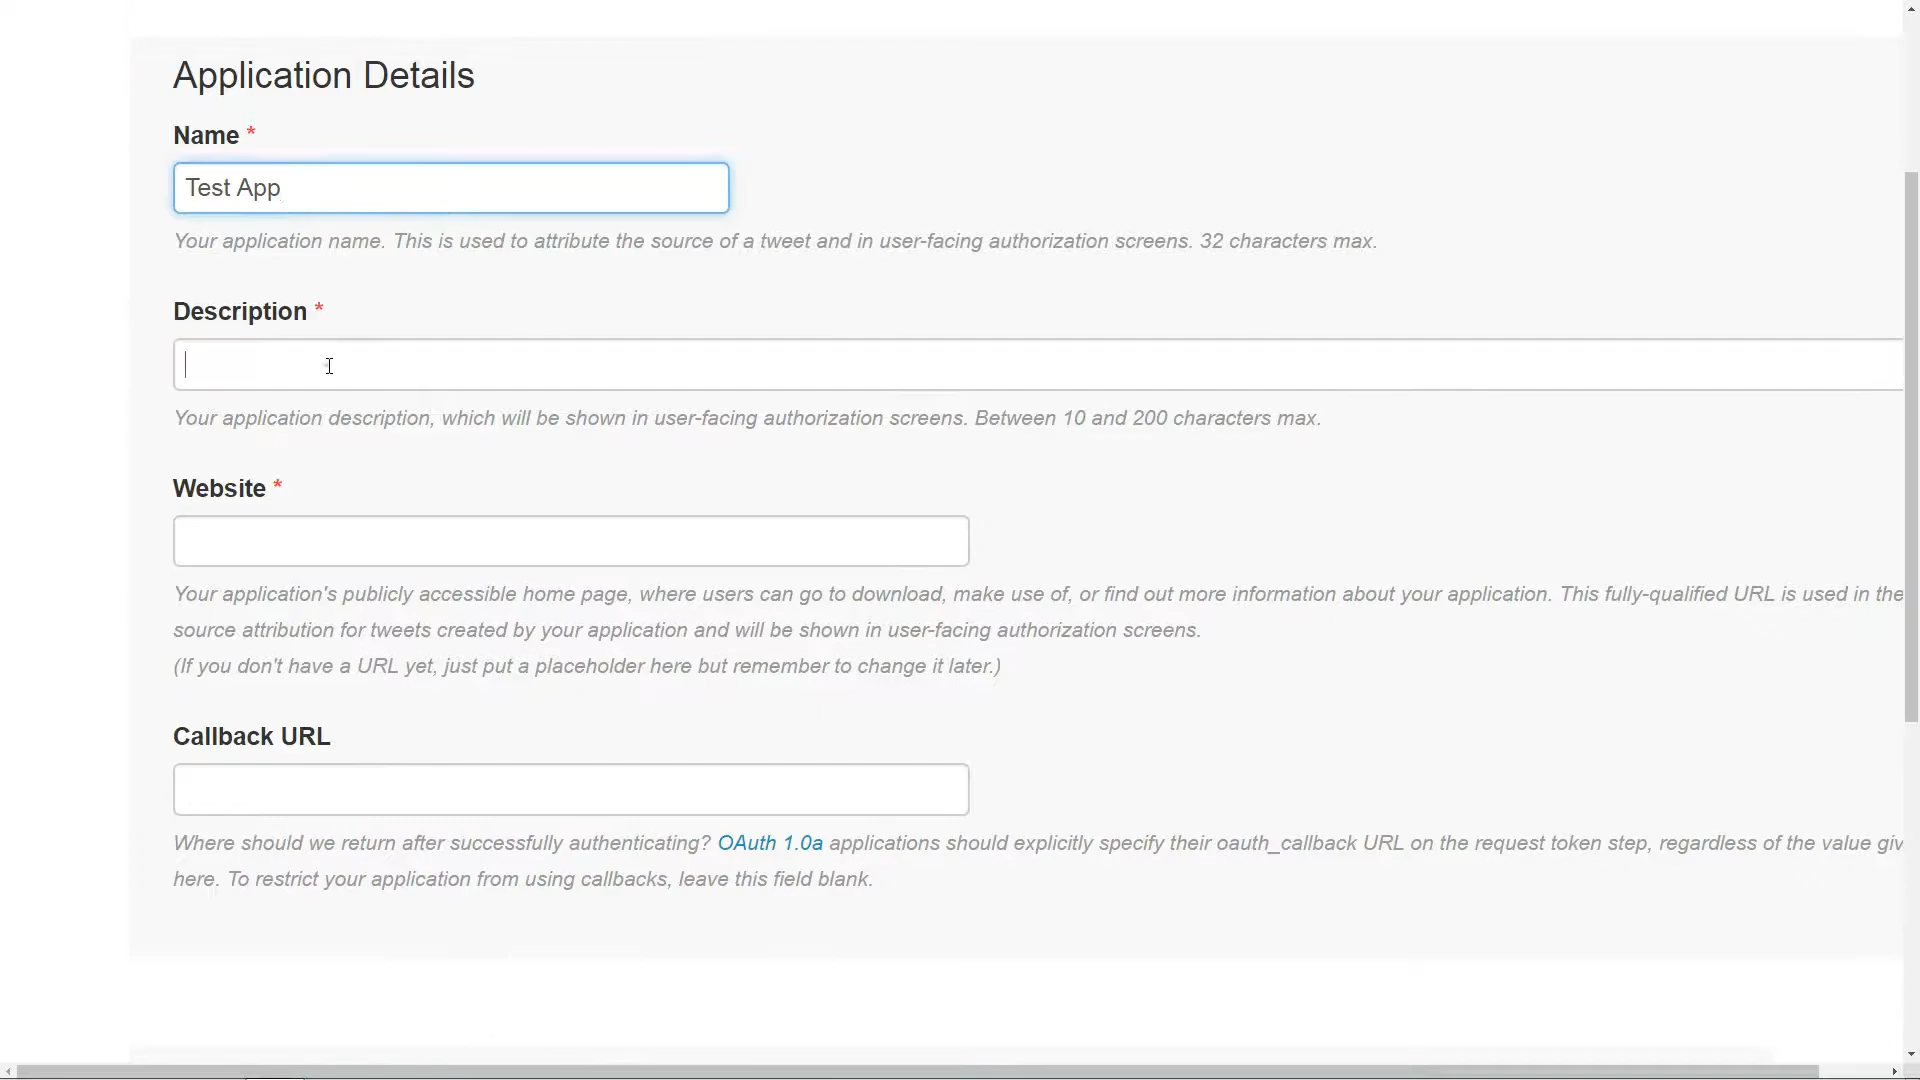 Application Details
Name *
Test App
Your application name. This is used to attribute the source of a tweet and in user-facing authorization screens. 32 characters max.
Description *
Your application description, which will be shown in user-facing authorization screens. Between 10 and 200 characters max.
Website *
Your application's publicly accessible home page, where users can go to download, make use of, or find out more information about your application. This fully-qualified URL is used in the
source attribution for tweets created by your application and will be shown in user-facing authorization screens.
(If you don't have a URL yet, just put a placeholder here but remember to change it later.)
Callback URL
Where should we return after successfully authenticating? OAuth 1.0a applications should explicitly specify their oauth_callback URL on the request token step, regardless of the value giv
here. To restrict your application from using callbacks, leave this field blank.